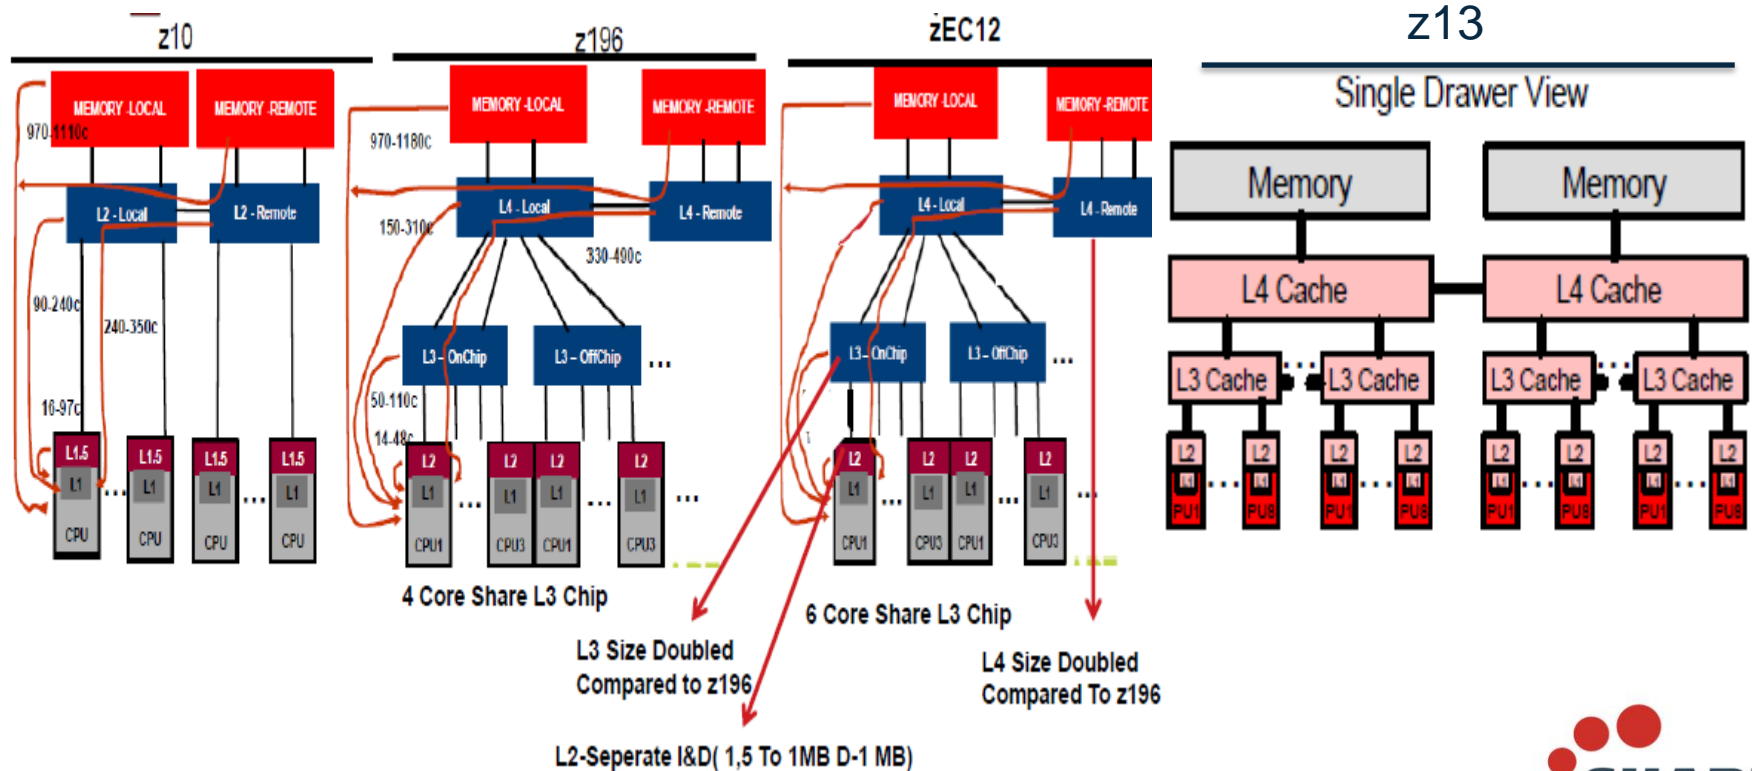 z10
MEMORY -LOCAL
MEMORY -REMOTE
970-1110c
L2 - Local
L2 - Remote
90-240c
240-350c
16-97c
L1.5
L1.5
L1.5
L1.5
L1
L1
L1
L1
...
...
CPU
CPU
CPU
CPU
z196
MEMORY -LOCAL
MEMORY -REMOTE
970-1180c
L4 - Local
L4 - Remote
150-310c
330-490c
L3 - OnChip
L3 - OffChip
...
50-110c
14-48c
L2
L2
L2
L2
L1
L1
L1
L1
...
...
...
CPU1
CPU3
CPU1
CPU3
4 Core Share L3 Chip
zEC12
MEMORY -LOCAL
MEMORY -REMOTE
L4 - Local
L4 - Remote
L3 - OnChip
L3 - OffChip
...
L2
L2
L2
L2
L1
L1
L1
L1
...
...
...
CPU1
CPU3
CPU1
CPU3
6 Core Share L3 Chip
L3 Size Doubled
Compared to z196
L4 Size Doubled
Compared To z196
L2-Seperate I&D( 1,5 To 1MB D-1 MB)
z13
Single Drawer View
Memory
Memory
L4 Cache
L4 Cache
L3 Cache
...
L3 Cache
L3 Cache
...
L3 Cache
L2
L2
L2
L2
L2
L2
L2
L2
L1
L1
L1
L1
L1
L1
L1
L1
...
...
...
...
PU1
PU8
PU1
PU8
PU1
PU8
PU1
PU8